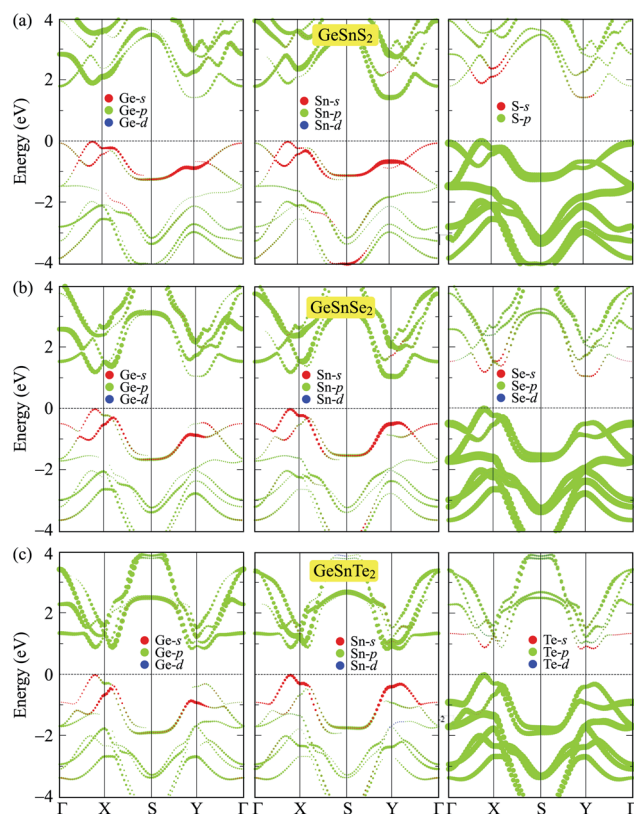 (a) GeSnS2
4
2
0
−2
−4
Energy (eV)
Ge-s
Ge-p
Ge-d
Sn-s
Sn-p
Sn-d
S-s
S-p
(b) GeSnSe2
4
2
0
−2
−4
Energy (eV)
Ge-s
Ge-p
Ge-d
Sn-s
Sn-p
Sn-d
Se-s
Se-p
Se-d
(c) GeSnTe2
4
2
0
−2
−4
Energy (eV)
Ge-s
Ge-p
Ge-d
Sn-s
Sn-p
Sn-d
Te-s
Te-p
Te-d
-2
Γ X S Y Γ X S Y Γ X S Y Γ